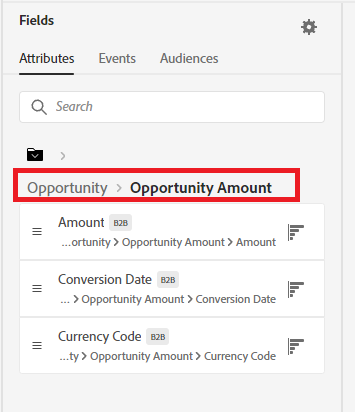 Fields
Attributes Events Audiences
Search
>
Opportunity > Opportunity Amount
Amount B2B
...ortunity > Opportunity Amount > Amount
Conversion Date B2B
... > Opportunity Amount > Conversion Date
Currency Code B2B
...ty > Opportunity Amount > Currency Code